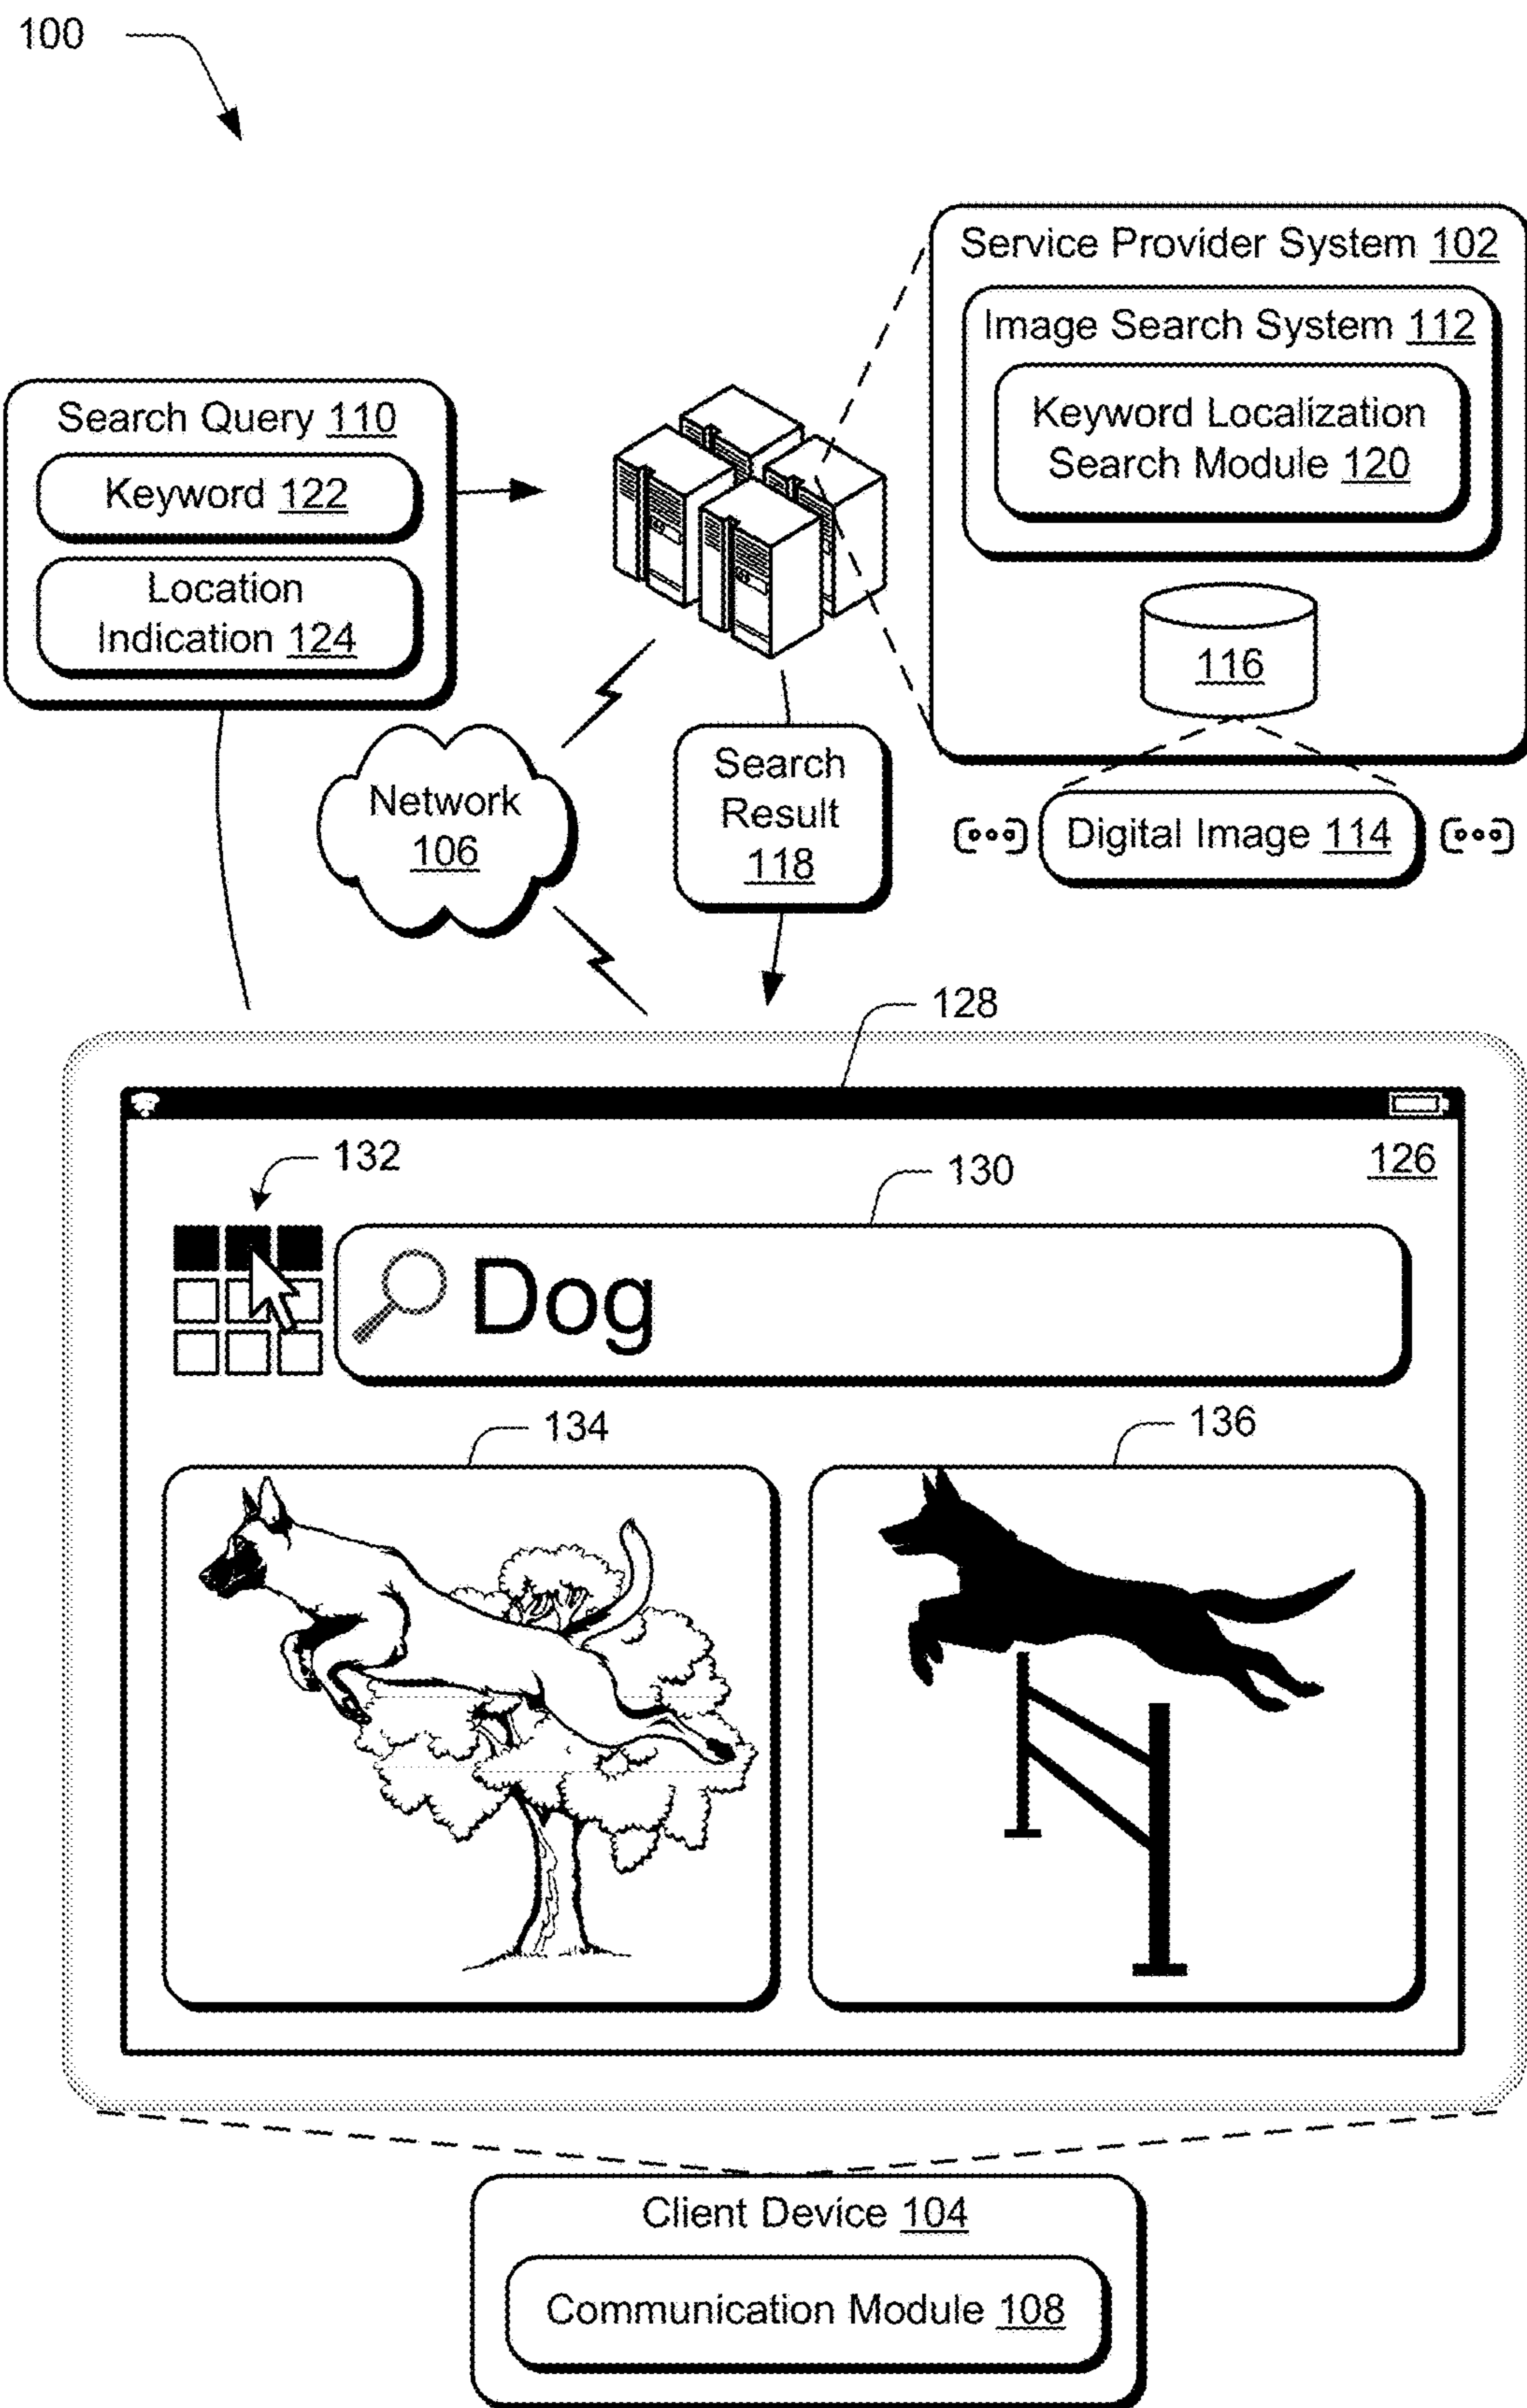 100
Service Provider System 102
Image Search System 112
Keyword Localization
Search Module 120
116
Digital Image 114
Search Query 110
Keyword 122
Location
Indication 124
Network
106
Search
Result
118
128
126
132
130
Dog
134
136
Client Device 104
Communication Module 108